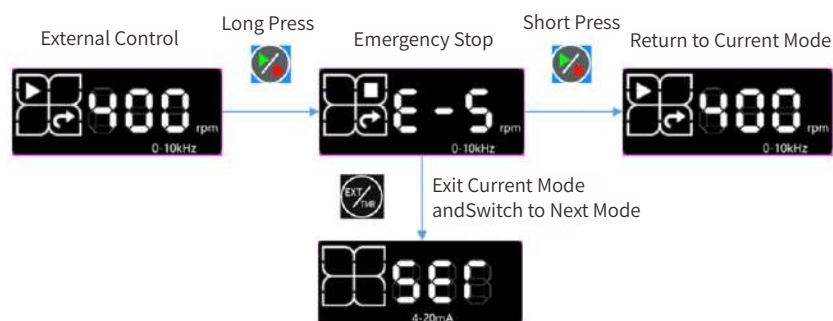 External Control
Long Press
Emergency Stop
Short Press
Return to Current Mode
400
rpm
0-10kHz
E-S
rpm
0-10kHz
400
rpm
0-10kHz
EXT/TMR
Exit Current Mode
andSwitch to Next Mode
SEr
4-20mA